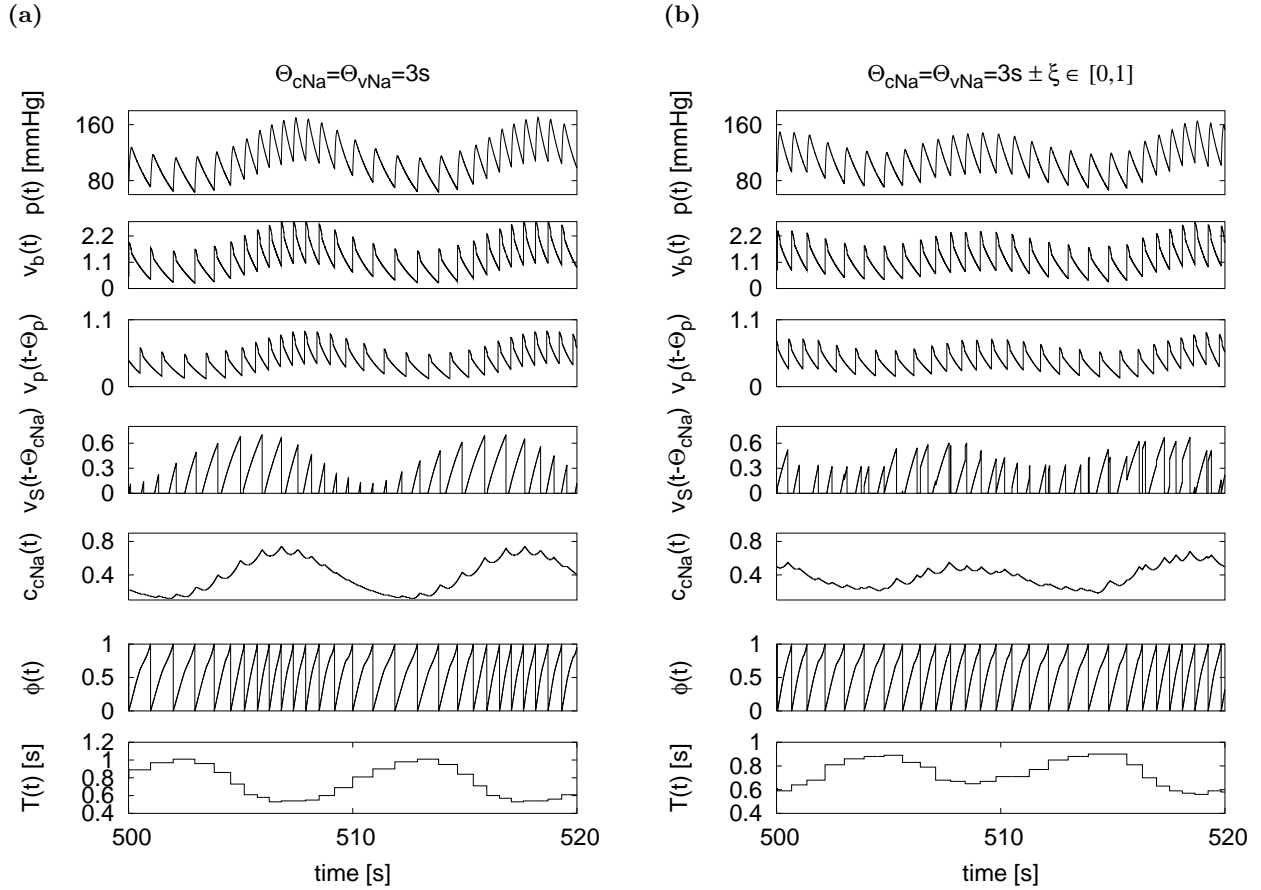 (a)
Θ_cNa=Θ_vNa=3s
p(t) [mmHg]
160
80
v_b(t)
2.2
1.1
0
v_p(t-Θ_p)
1.1
0
v_S(t-Θ_cNa)
0.6
0.3
0
c_cNa(t)
0.8
0.4
ϕ(t)
1
0.5
0
T(t) [s]
1.2
1
0.8
0.6
0.4
500
510
520
time [s]
(b)
Θ_cNa=Θ_vNa=3s ± ξ ∈ [0,1]
p(t) [mmHg]
160
80
v_b(t)
2.2
1.1
0
v_p(t-Θ_p)
1.1
0
v_S(t-Θ_cNa)
0.6
0.3
0
c_cNa(t)
0.8
0.4
ϕ(t)
1
0.5
0
T(t) [s]
1
0.8
0.6
0.4
500
510
520
time [s]